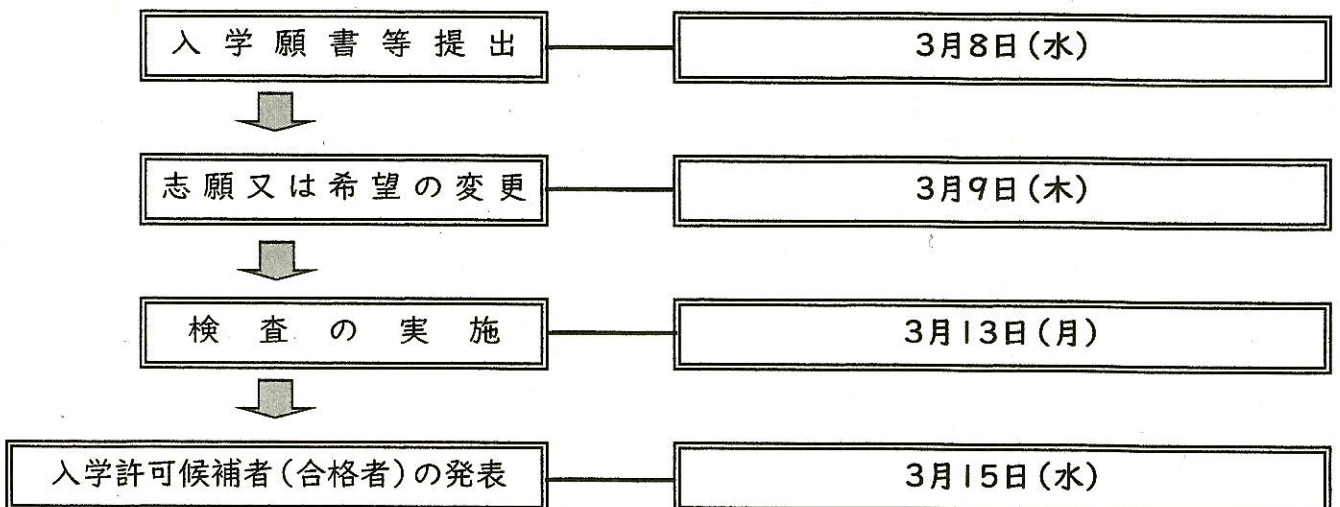 入学願書等提出
3月8日(水)
志願又は希望の変更
3月9日(木)
検査の実施
3月13日(月)
入学許可候補者(合格者)の発表
3月15日(水)